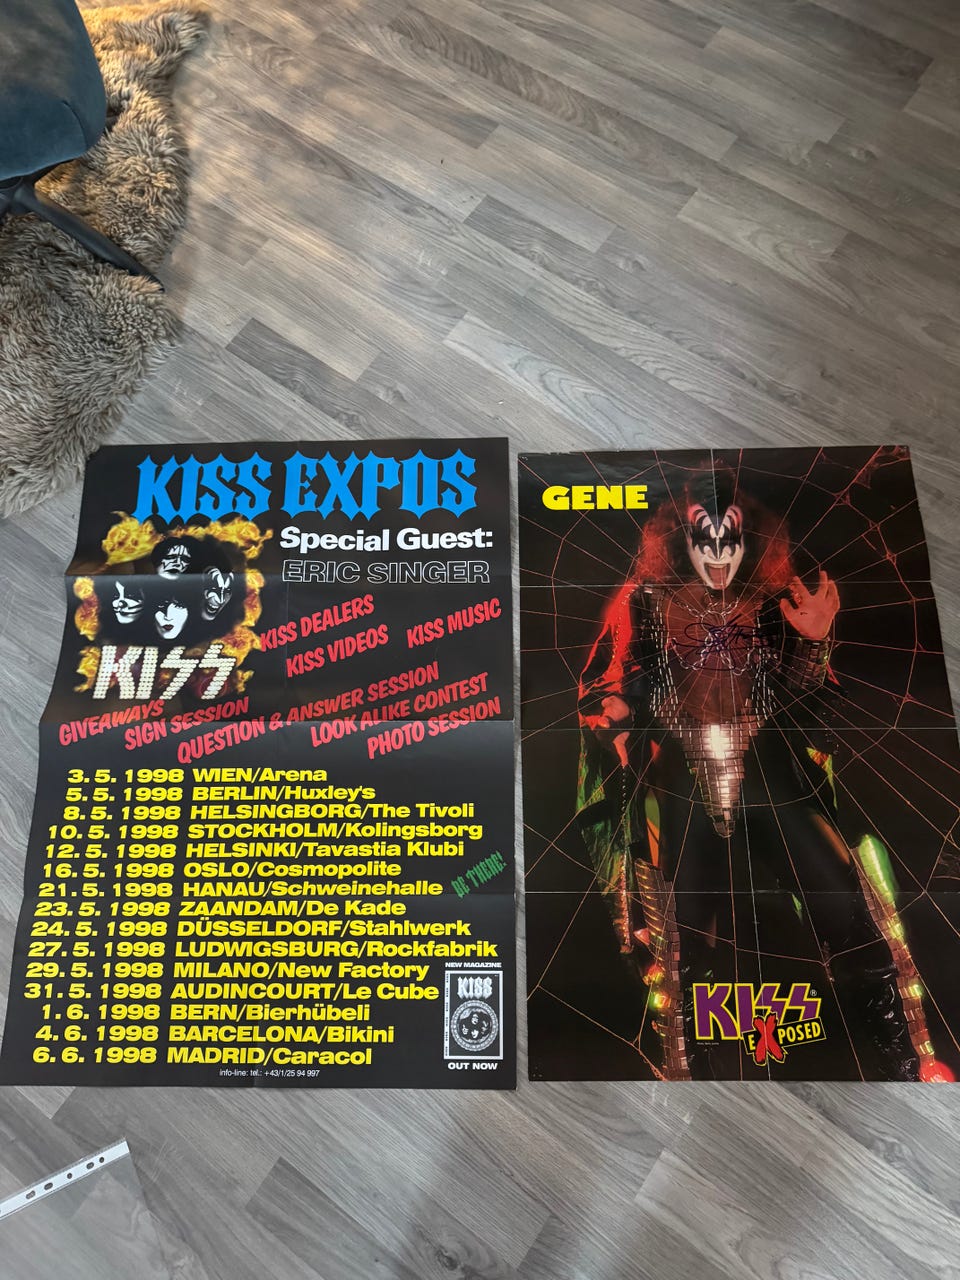 KISS EXPOS
Special Guest:
ERIC SINGER
KISS DEALERS
KISS VIDEOS
KISS MUSIC
KISS
GIVEAWAYS
SIGN SESSION
QUESTION & ANSWER SESSION
LOOK ALIKE CONTEST
PHOTO SESSION
3. 5. 1998 WIEN/Arena
5. 5. 1998 BERLIN/Huxley's
8. 5. 1998 HELSINGBORG/The Tivoli
10. 5. 1998 STOCKHOLM/Kolingsborg
12. 5. 1998 HELSINKI/Tavastia Klubi
16. 5. 1998 OSLO/Cosmopolite
21. 5. 1998 HANAU/Schweinehalle
BE THERE!
23. 5. 1998 ZAANDAM/De Kade
24. 5. 1998 DÜSSELDORF/Stahlwerk
27. 5. 1998 LUDWIGSBURG/Rockfabrik
29. 5. 1998 MILANO/New Factory
31. 5. 1998 AUDINCOURT/Le Cube
1. 6. 1998 BERN/Bierhübeli
4. 6. 1998 BARCELONA/Bikini
6. 6. 1998 MADRID/Caracol
info-line: tel.: +43/1/25 94 997
NEW MAGAZINE
KISS
OUT NOW
GENE
KISS®
EXPOSED